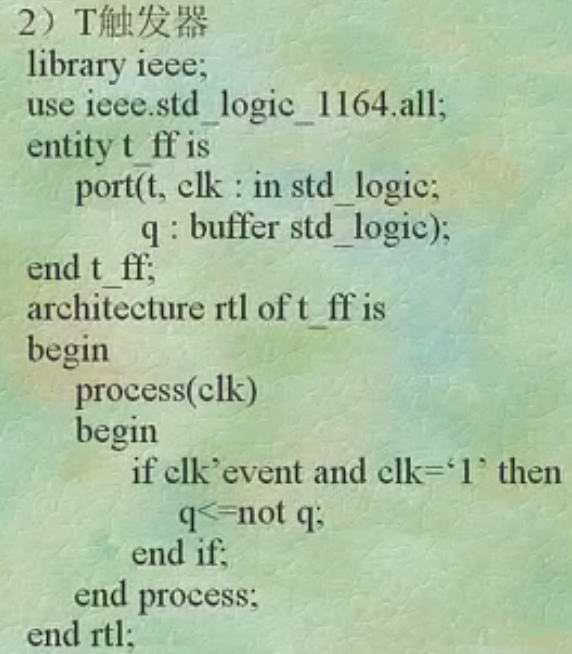 2）T触发器
library ieee;
use ieee.std_logic_1164.all;
entity t_ff is
port(t, clk : in std_logic;
q : buffer std_logic);
end t_ff;
architecture rtl of t_ff is
begin
process(clk)
begin
if clk’event and clk=‘1’ then
q<=not q;
end if;
end process;
end rtl;